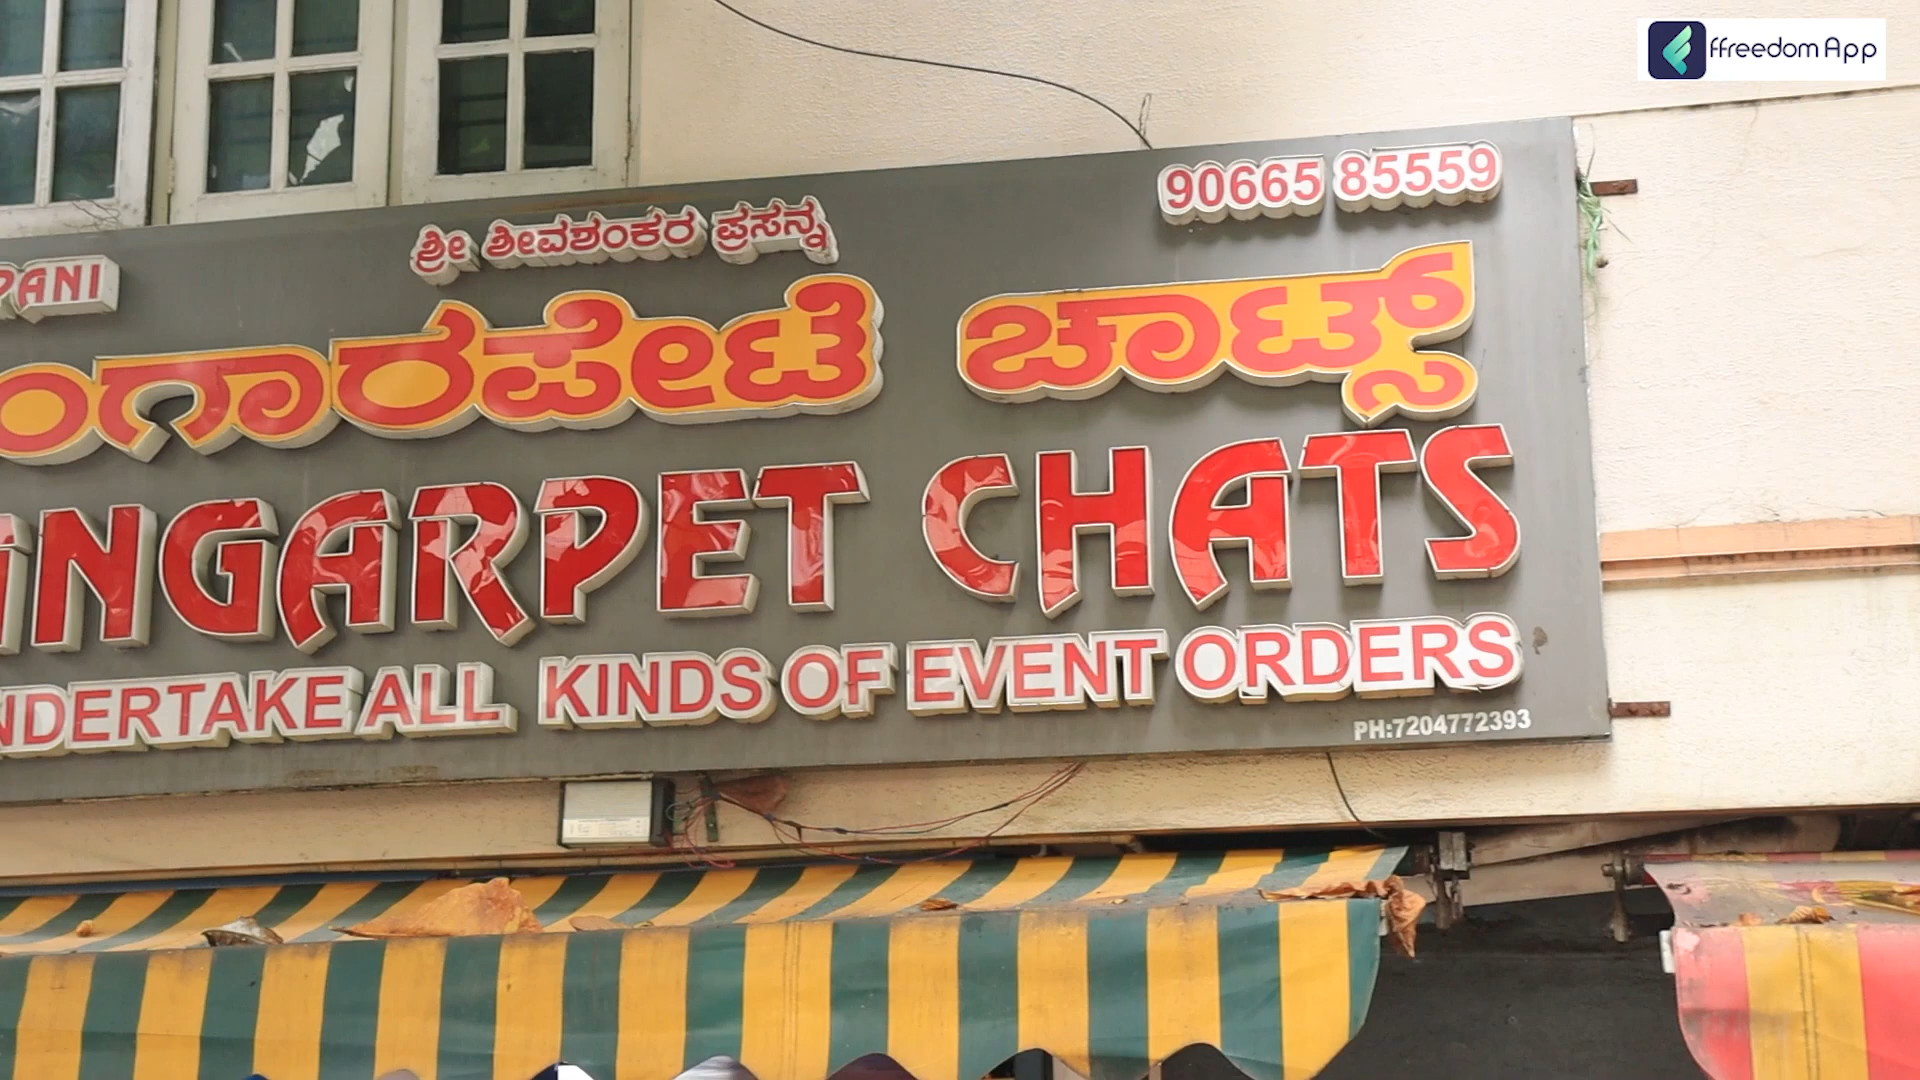 ffreedom App
90665 85559
ಶ್ರೀ ಶೀವಶಂಕರ ಪ್ರಸನ್ನ
PANI
ಂಗಾರಪೇಟೆ ಚಾಟ್ಸ್
NGARPET CHATS
NDERTAKE ALL KINDS OF EVENT ORDERS
PH:7204772393